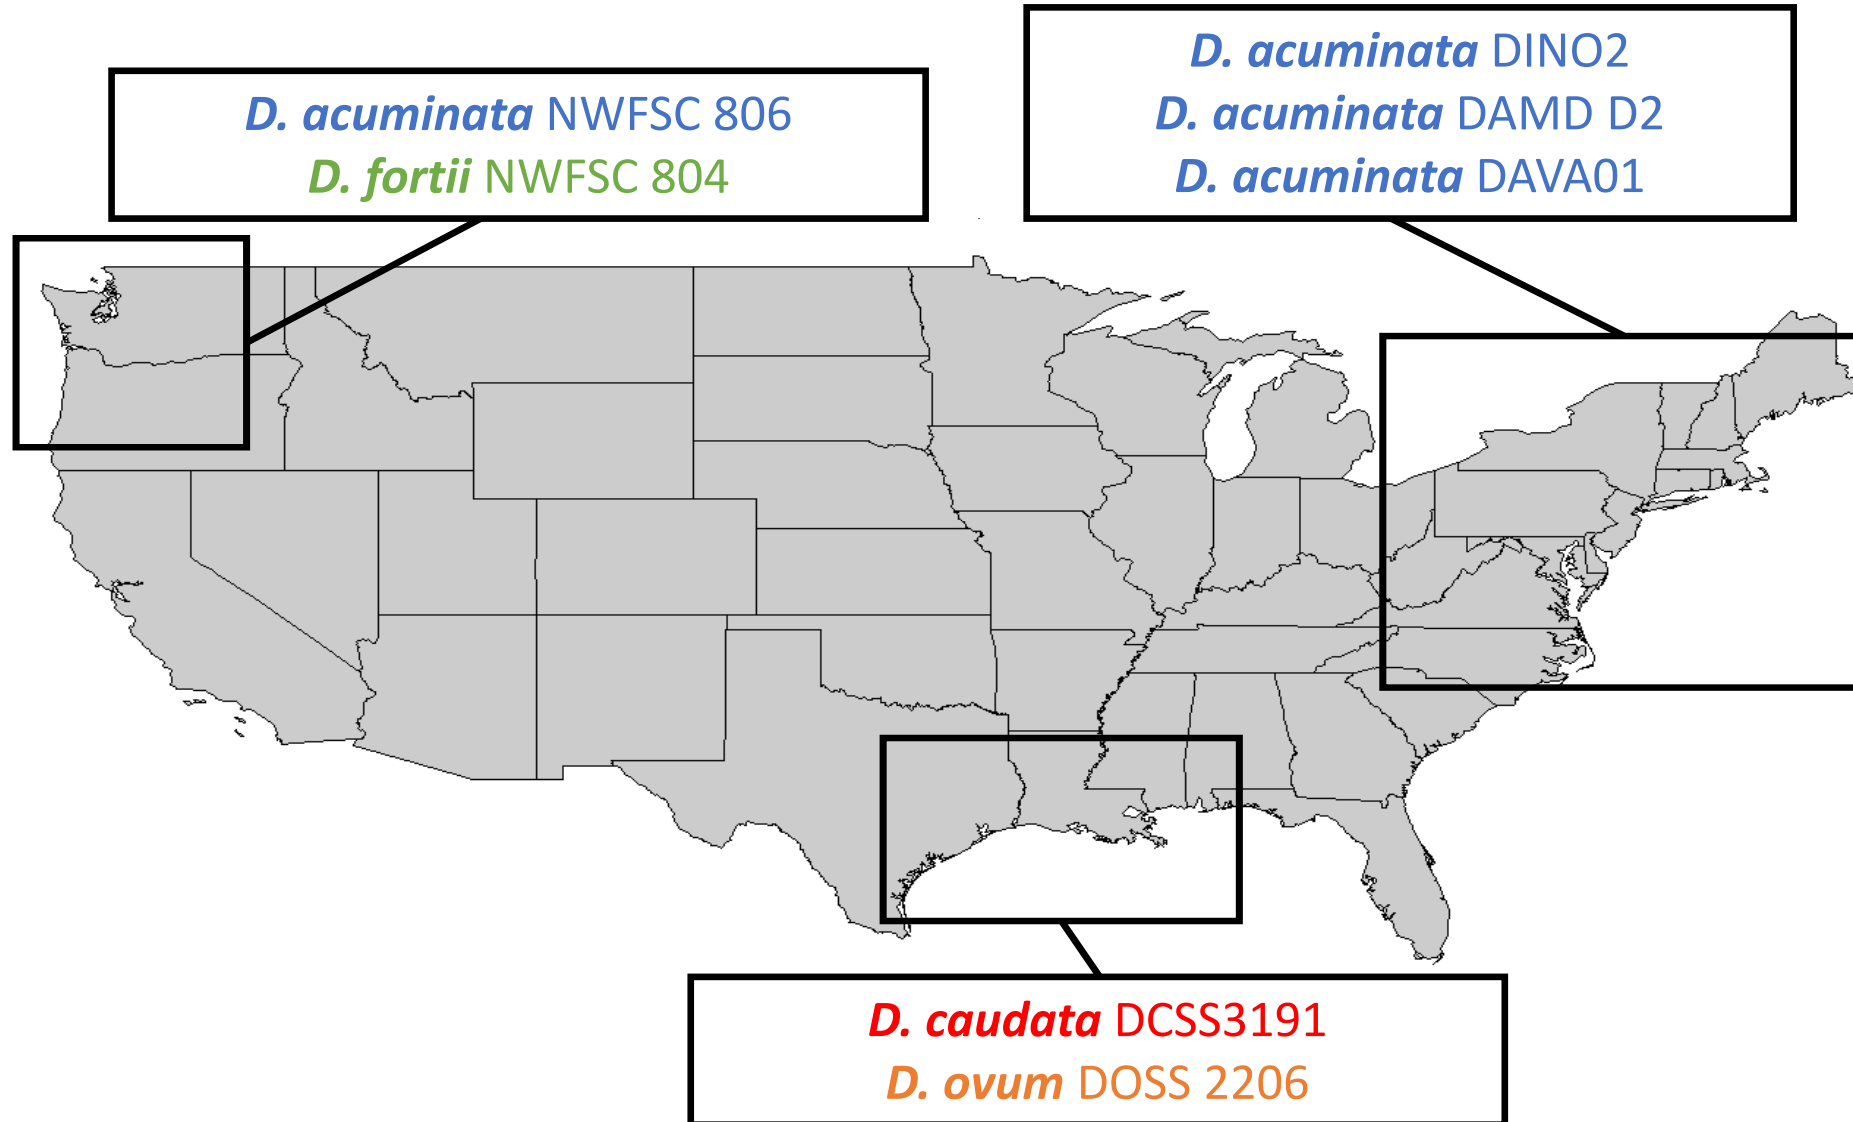 D. acuminata NWFSC 806
D. fortii NWFSC 804
D. acuminata DINO2
D. acuminata DAMD D2
D. acuminata DAVA01
D. caudata DCSS3191
D. ovum DOSS 2206